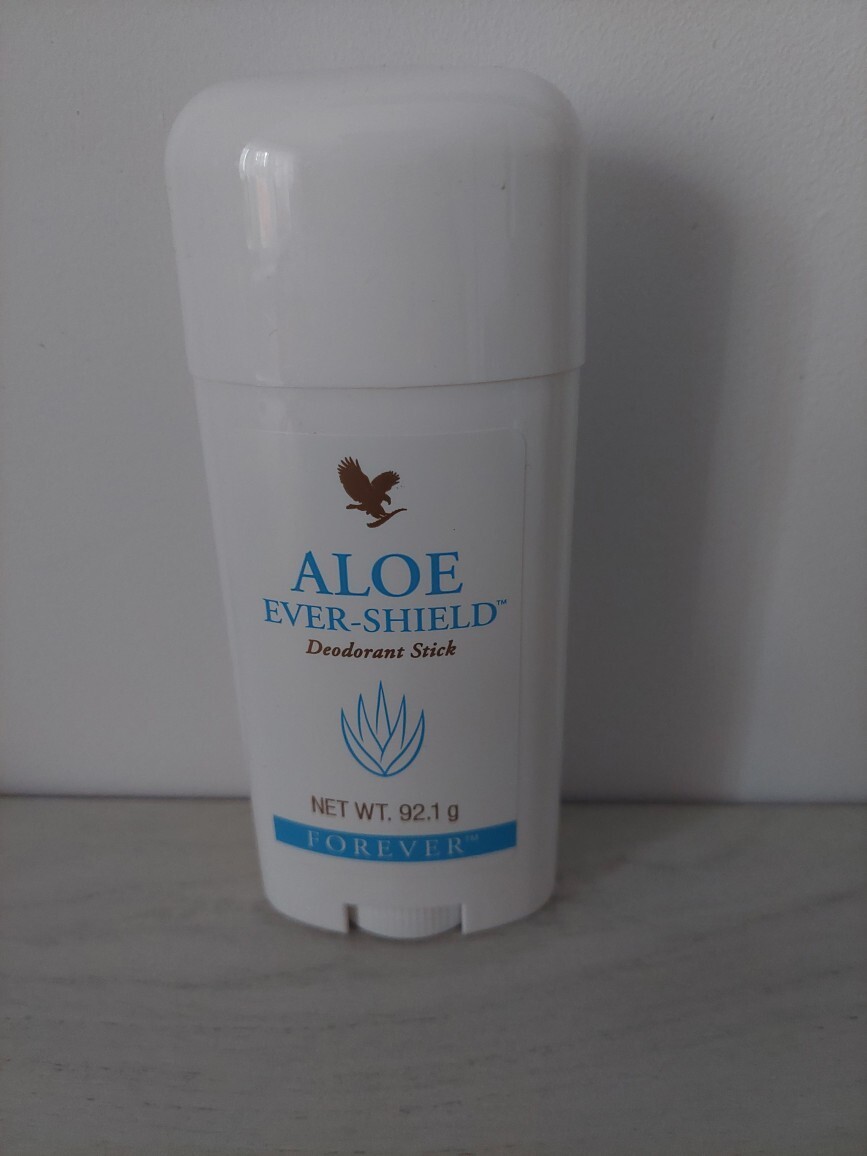 ALOE
EVER-SHIELD™
Deodorant Stick
NET WT. 92.1 g
FOREVER™